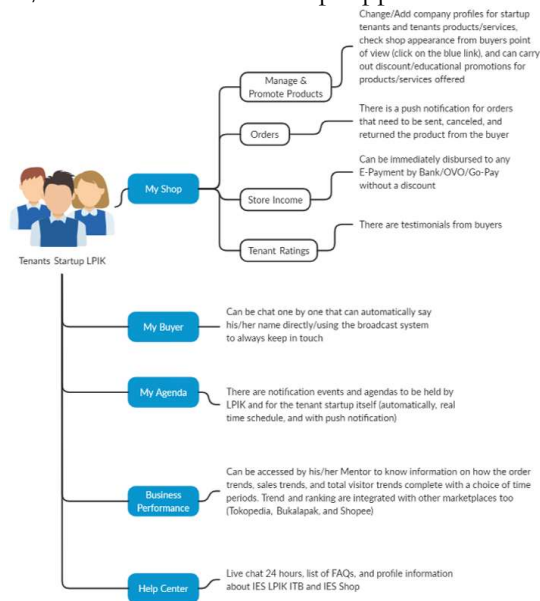 Change/Add company profiles for startup
tenants and tenants products/services,
check shop appearance from buyers point
of view (click on the blue link), and can carry
out discount/educational promotions for
products/services offered
Manage &
Promote Products
There is a push notification for orders
that need to be sent, canceled, and
returned the product from the buyer
Orders
My Shop
Can be immediately disbursed to any
E-Payment by Bank/OVO/Go-Pay
without a discount
Store Income
There are testimonials from buyers
Tenant Ratings
Tenants Startup LPIK
My Buyer
Can be chat one by one that can automatically say
his/her name directly/using the broadcast system
to always keep in touch
My Agenda
There are notification events and agendas to be held by
LPIK and for the tenant startup itself (automatically, real
time schedule, and with push notification)
Business
Performance
Can be accessed by his/her Mentor to know information on how the order
trends, sales trends, and total visitor trends complete with a choice of time
periods. Trend and ranking are integrated with other marketplaces too
(Tokopedia, Bukalapak, and Shopee)
Help Center
Live chat 24 hours, list of FAQs, and profile information
about IES LPIK ITB and IES Shop